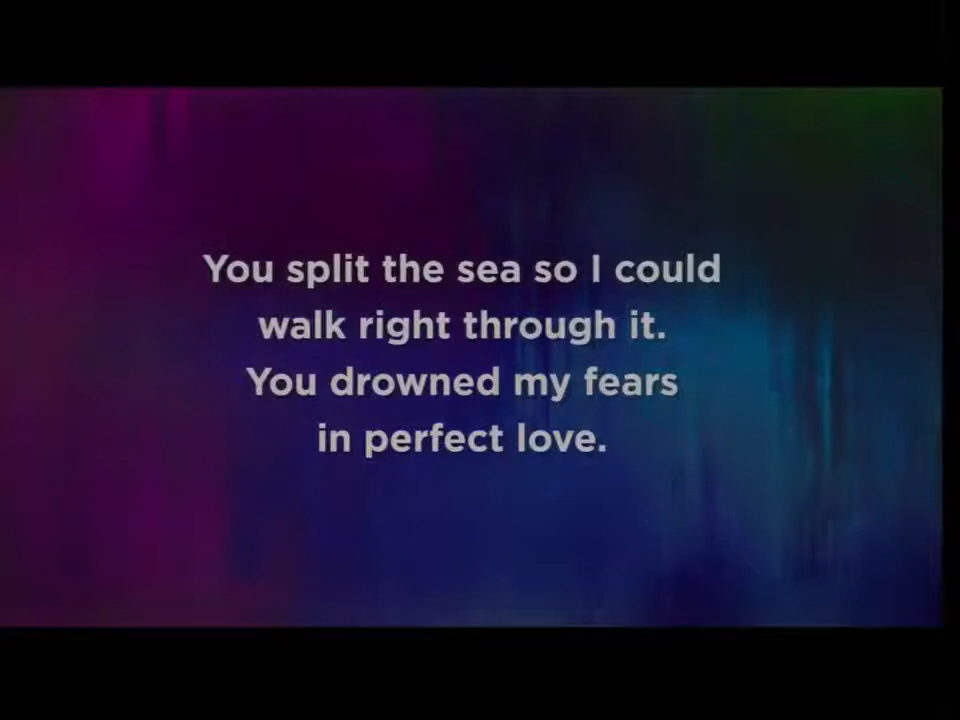 You split the sea so I could
walk right through it.
You drowned my fears
in perfect love.